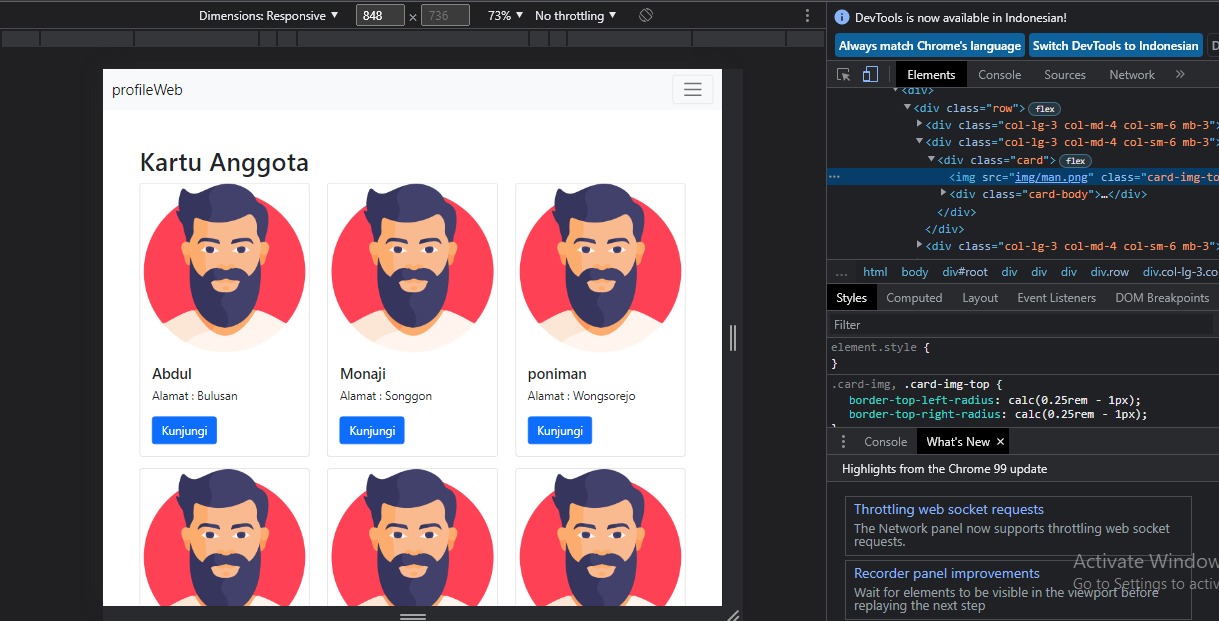 Dimensions: Responsive ▼ 848 × 736 73% ▼ No throttling ▼
profileWeb
Kartu Anggota
Abdul
Alamat : Bulusan
Kunjungi
Monaji
Alamat : Songgon
Kunjungi
poniman
Alamat : Wongsorejo
Kunjungi
DevTools is now available in Indonesian!
Always match Chrome's language Switch DevTools to Indonesian D
Elements Console Sources Network »
<div>
<div class="row"> flex
<div class="col-lg-3 col-md-4 col-sm-6 mb-3">
<div class="col-lg-3 col-md-4 col-sm-6 mb-3">
<div class="card"> flex
<img src="img/man.png" class="card-img-to
<div class="card-body">…</div>
</div>
</div>
<div class="col-lg-3 col-md-4 col-sm-6 mb-3">
... html body div#root div div div div.row div.col-lg-3.co
Styles Computed Layout Event Listeners DOM Breakpoints
Filter
element.style {
}
.card-img, .card-img-top {
border-top-left-radius: calc(0.25rem - 1px);
border-top-right-radius: calc(0.25rem - 1px);
Console What's New ×
Highlights from the Chrome 99 update
Throttling web socket requests
The Network panel now supports throttling web socket
requests.
Recorder panel improvements
Wait for elements to be visible in the viewport before
replaying the next step
Activate Window
Go to Settings to activ